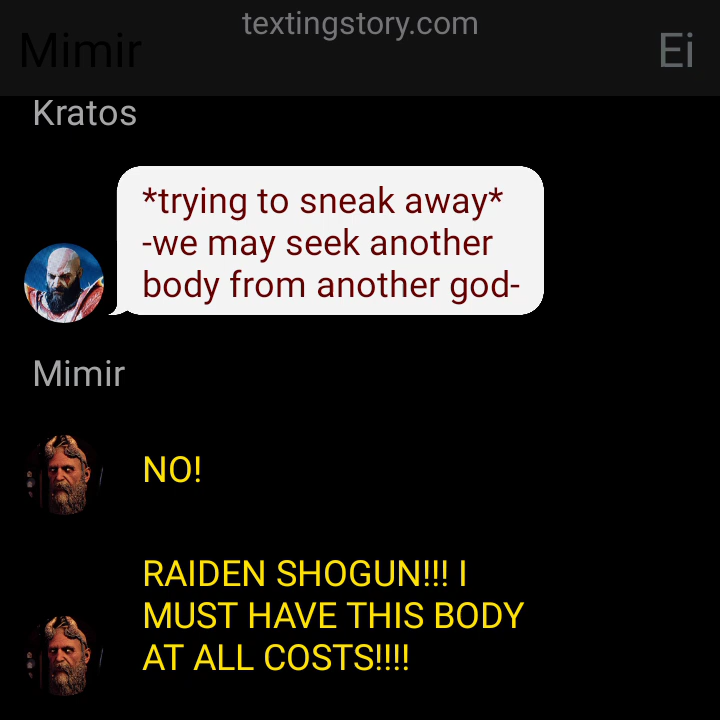 textingstory.com
Mimir
Ei
Kratos
*trying to sneak away*
-we may seek another
body from another god-
Mimir
NO!
RAIDEN SHOGUN!!! I
MUST HAVE THIS BODY
AT ALL COSTS!!!!